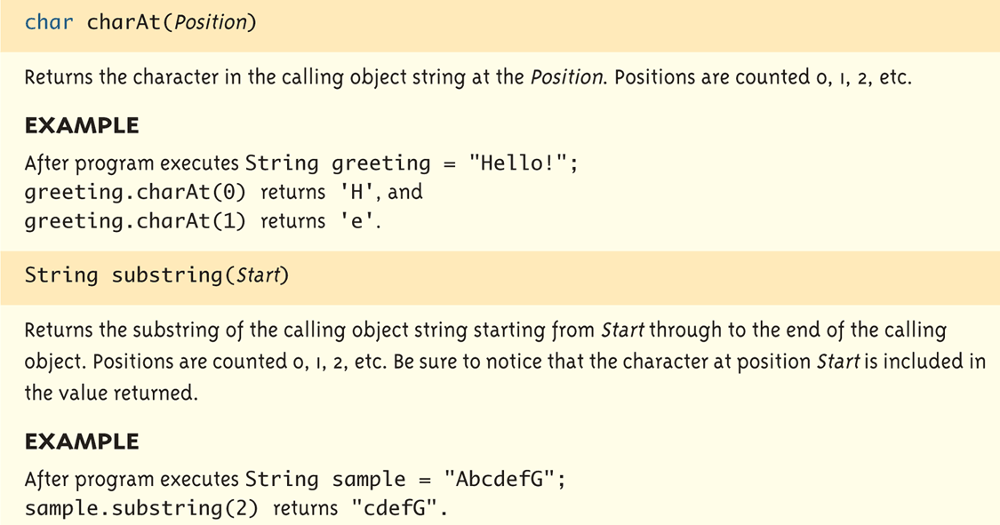 char charAt(Position)
Returns the character in the calling object string at the Position. Positions are counted 0, 1, 2, etc.
EXAMPLE
After program executes String greeting = "Hello!";
greeting.charAt(0) returns 'H', and
greeting.charAt(1) returns 'e'.
String substring(Start)
Returns the substring of the calling object string starting from Start through to the end of the calling
object. Positions are counted 0, 1, 2, etc. Be sure to notice that the character at position Start is included in
the value returned.
EXAMPLE
After program executes String sample = "AbcdefG";
sample.substring(2) returns "cdefG".